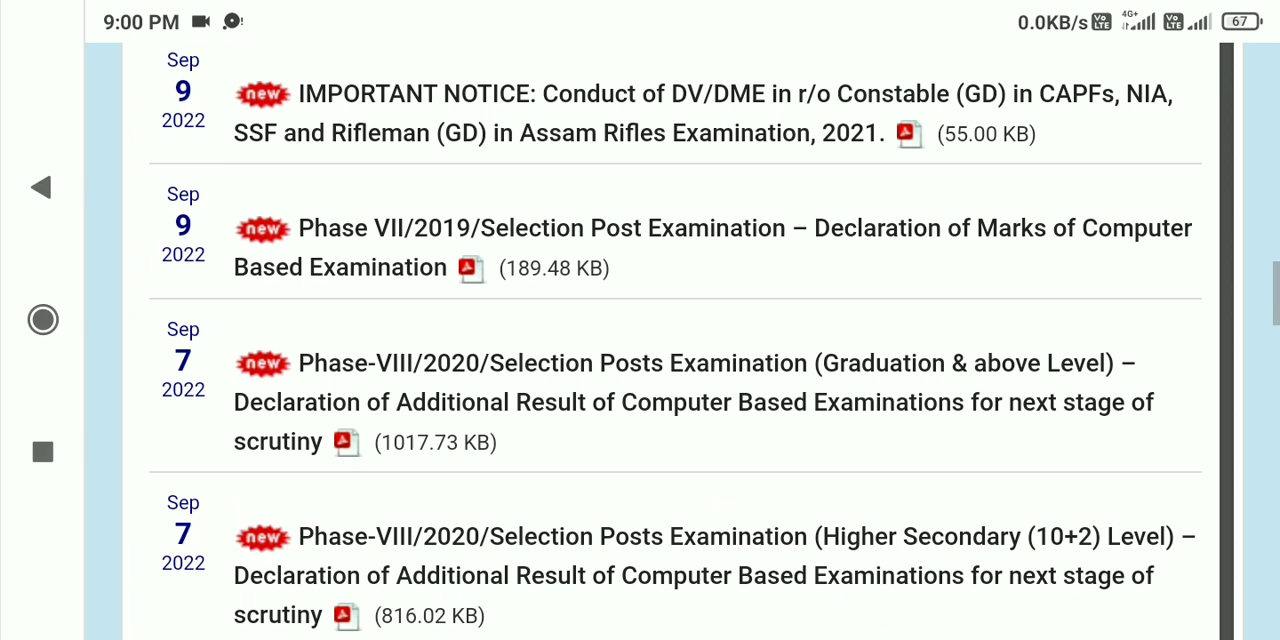 9:00 PM
0.0KB/s Vo LTE 4G+ Vo LTE 67
Sep
9
2022
new IMPORTANT NOTICE: Conduct of DV/DME in r/o Constable (GD) in CAPFs, NIA,
SSF and Rifleman (GD) in Assam Rifles Examination, 2021. (55.00 KB)
Sep
9
2022
new Phase VII/2019/Selection Post Examination – Declaration of Marks of Computer
Based Examination (189.48 KB)
Sep
7
2022
new Phase-VIII/2020/Selection Posts Examination (Graduation & above Level) –
Declaration of Additional Result of Computer Based Examinations for next stage of
scrutiny (1017.73 KB)
Sep
7
2022
new Phase-VIII/2020/Selection Posts Examination (Higher Secondary (10+2) Level) –
Declaration of Additional Result of Computer Based Examinations for next stage of
scrutiny (816.02 KB)